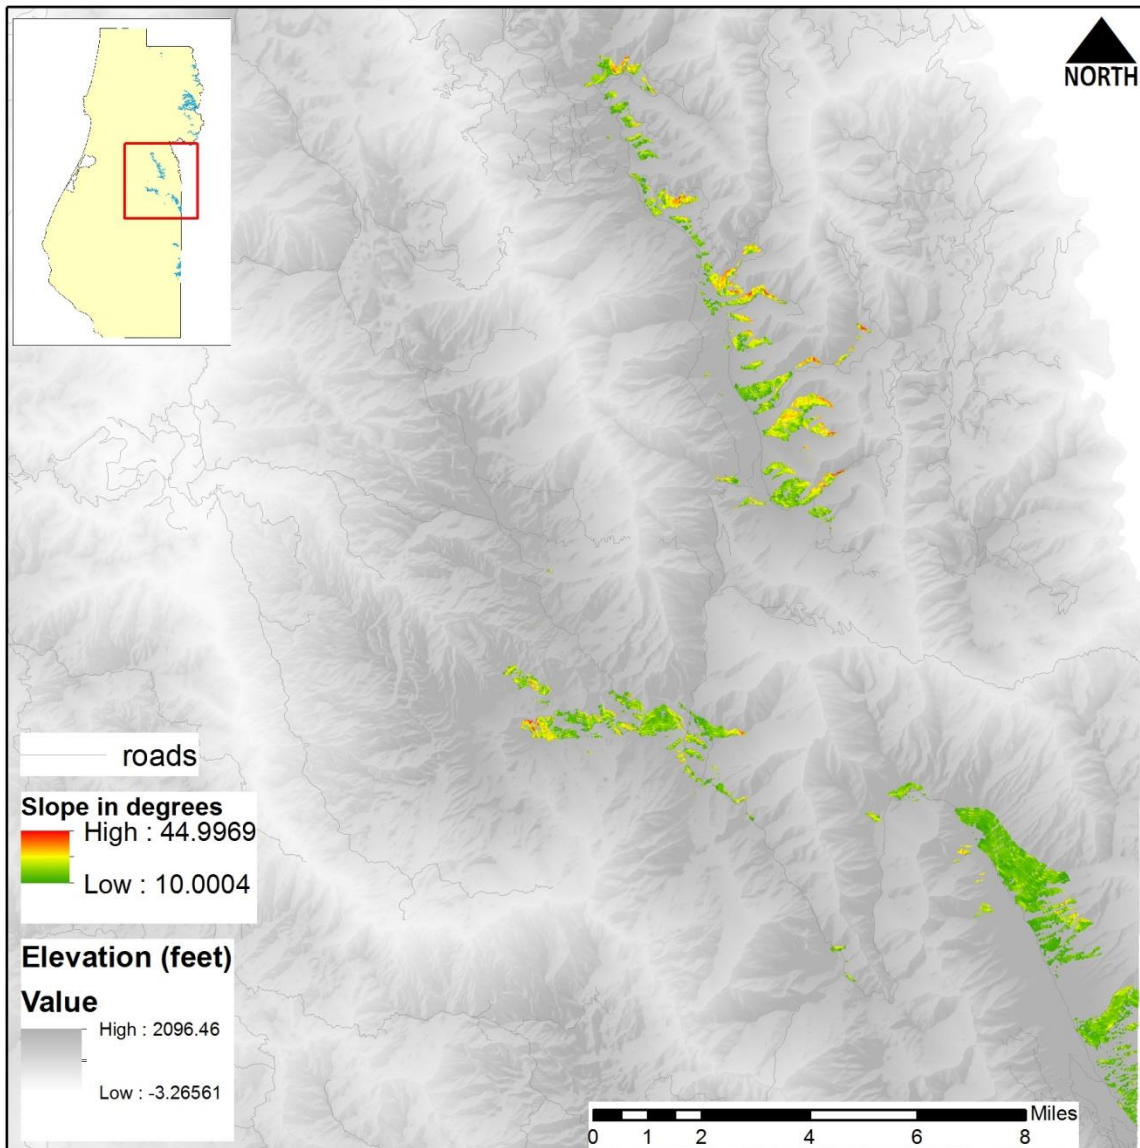 NORTH
roads
Slope in degrees
High : 44.9969
Low : 10.0004
Elevation (feet)
Value
High : 2096.46
Low : -3.26561
Miles
0 1 2 4 6 8